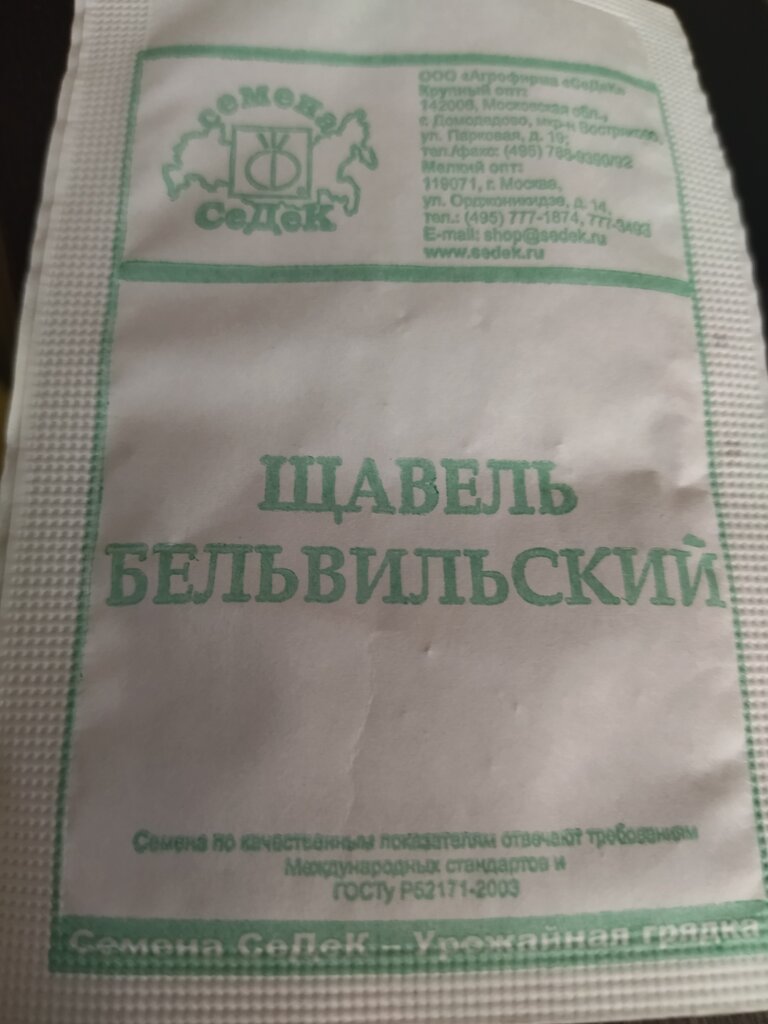 семена
СеДеК
ООО «Агрофирма «СеДеК»
Крупный опт:
142006, Московская обл.,
г. Домодедово, мкр-н Востряково,
ул. Парковая, д. 19,
тел./факс: (495) 788-9390/92
Мелкий опт:
119071, г. Москва,
ул. Орджоникидзе, д. 14,
тел.: (495) 777-1874, 777-3493
E-mail: shop@sedek.ru
www.sedek.ru
ЩАВЕЛЬ
БЕЛЬВИЛЬСКИЙ
Семена по качественным показателям отвечают требованиям
Международных стандартов и
ГОСТу Р52171-2003
Семена СеДеК – Урожайная грядка